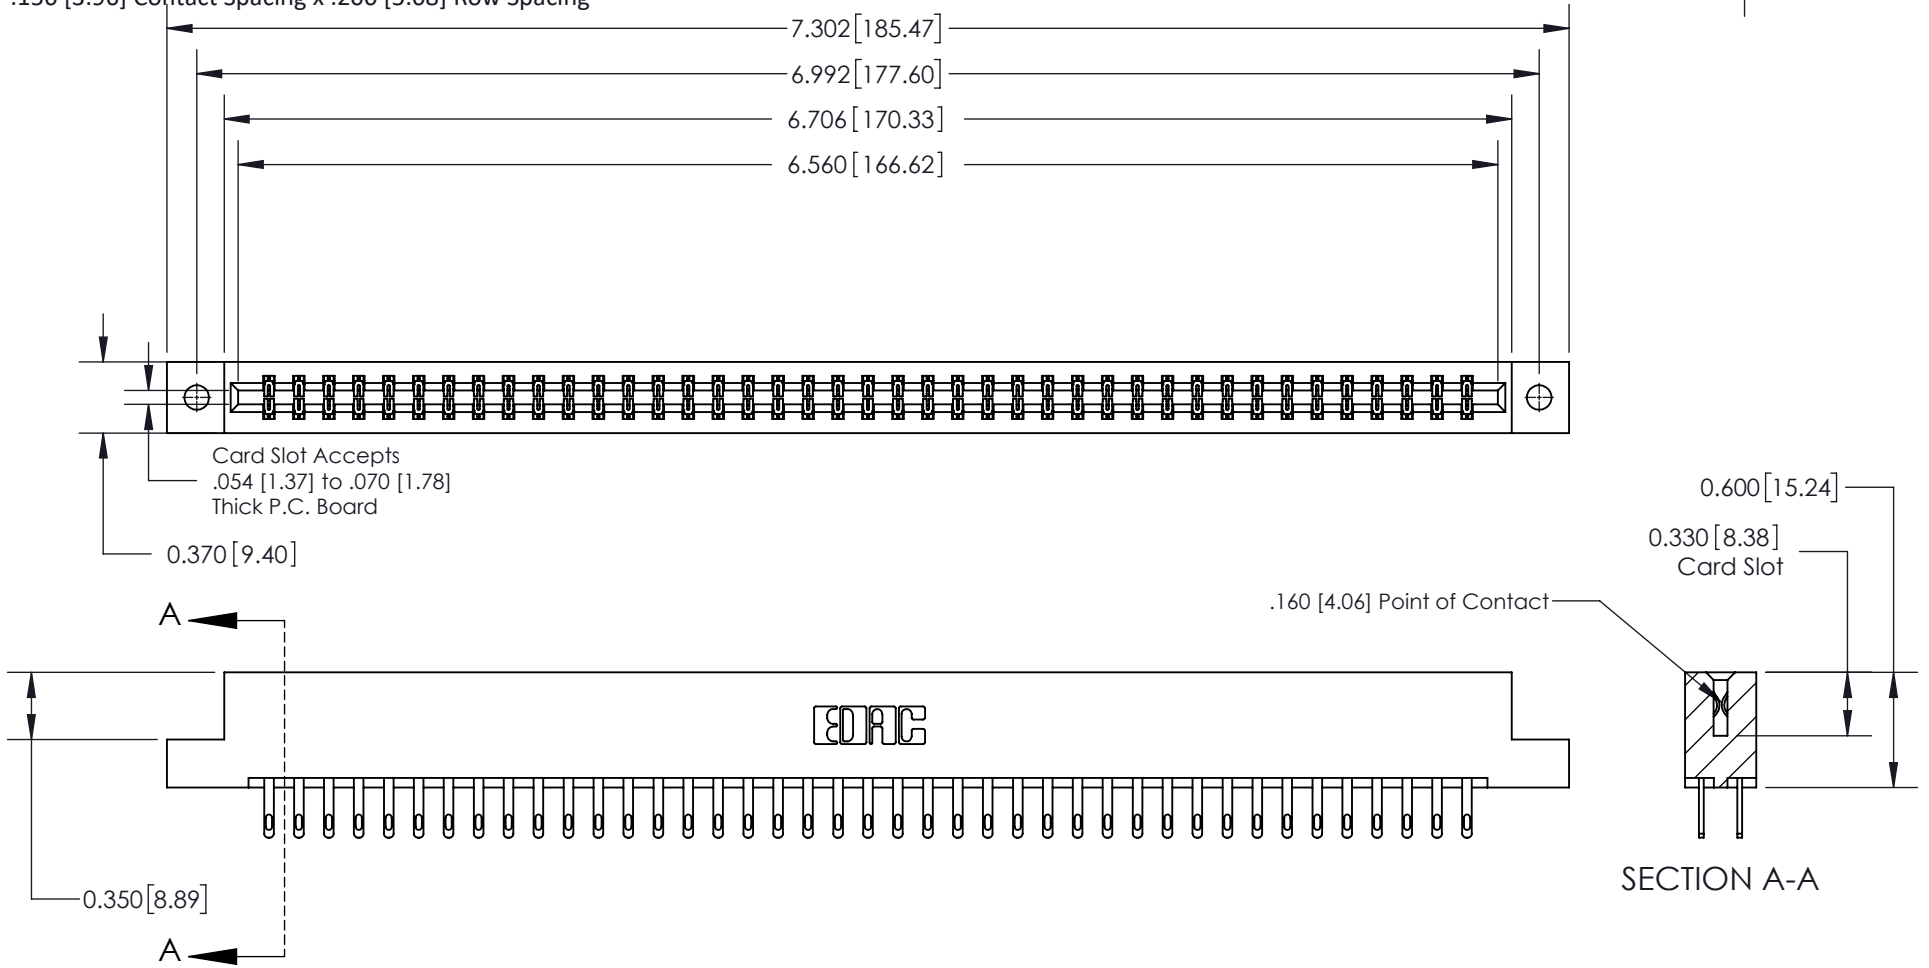 Contact Spacing x .200 [5.08] Row Spacing
7.302[185.47]
6.992[177.60]
6.706[170.33]
6.560[166.62]
Card Slot Accepts
.054 [1.37] to .070 [1.78]
Thick P.C. Board
0.370[9.40]
0.600[15.24]
0.330[8.38]
Card Slot
.160 [4.06] Point of Contact
A
EDAC
0.350[8.89]
SECTION A-A
A